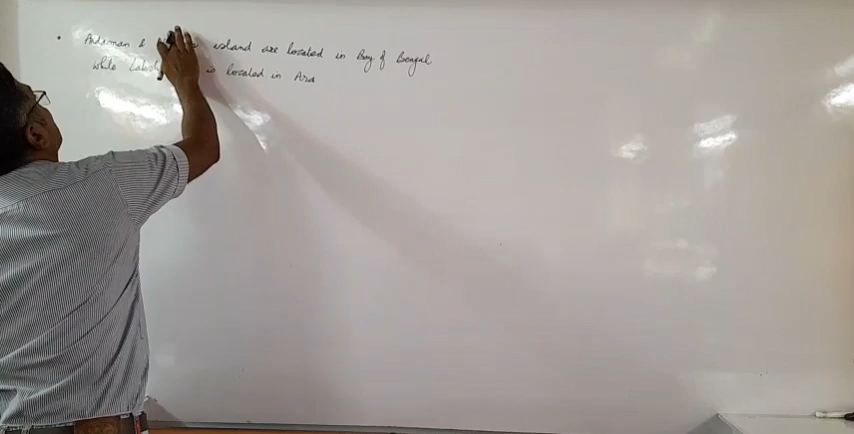 • Andaman & island are located in Bay of Bengal
while is located in Ara